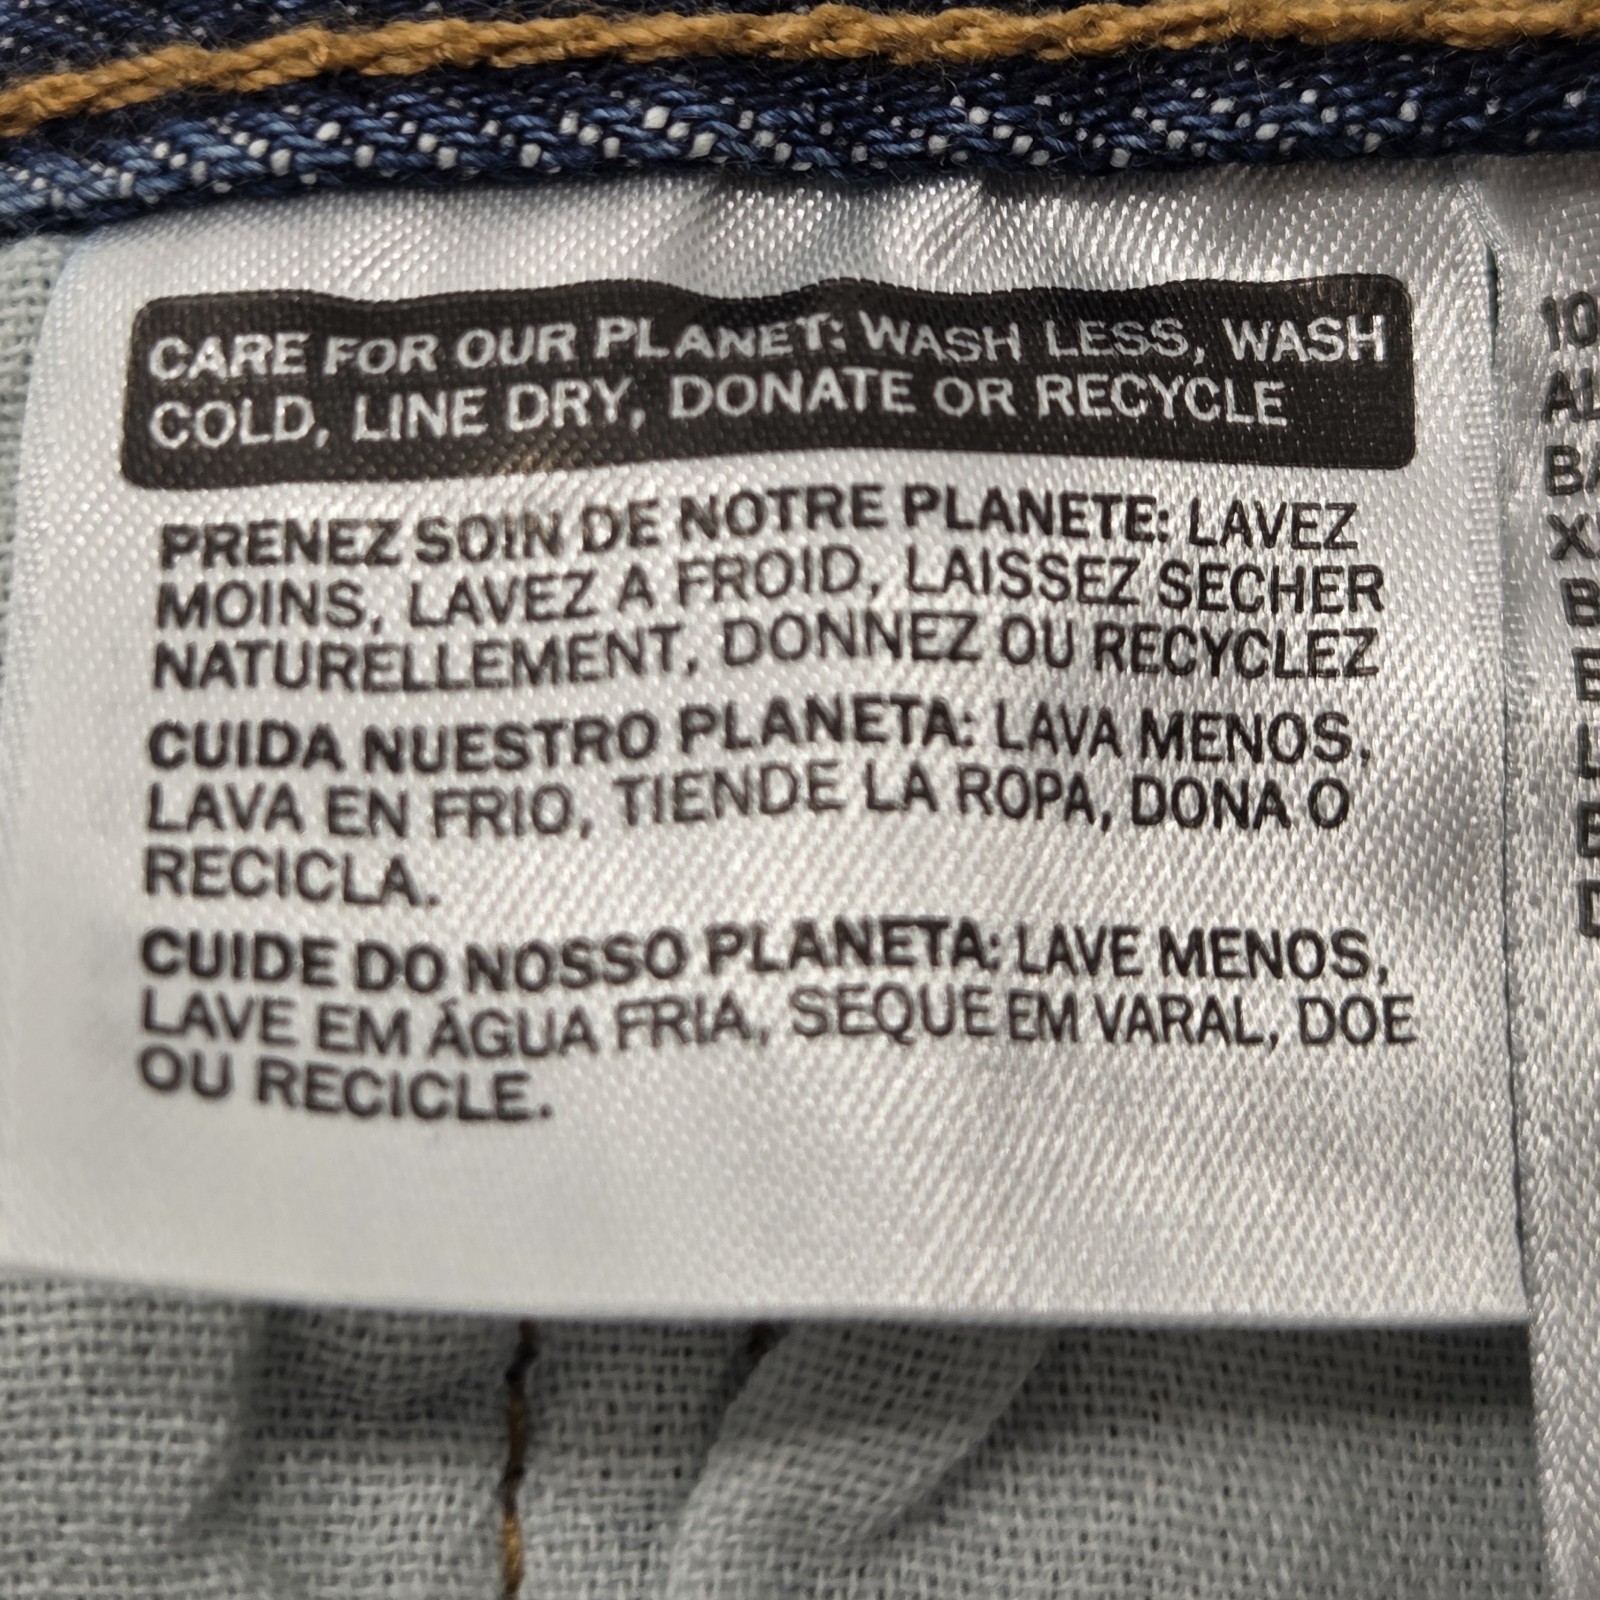 CARE FOR OUR PLANET: WASH LESS, WASH
COLD, LINE DRY, DONATE OR RECYCLE
PRENEZ SOIN DE NOTRE PLANETE: LAVEZ
MOINS, LAVEZ A FROID, LAISSEZ SECHER
NATURELLEMENT, DONNEZ OU RECYCLEZ
CUIDA NUESTRO PLANETA: LAVA MENOS,
LAVA EN FRIO, TIENDE LA ROPA, DONA O
RECICLA.
CUIDE DO NOSSO PLANETA: LAVE MENOS,
LAVE EM ÁGUA FRIA, SEQUE EM VARAL, DOE
OU RECICLE.